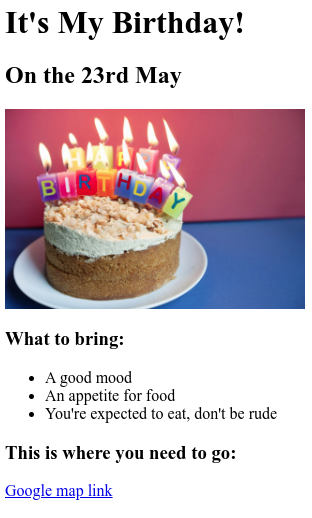 It's My Birthday!
On the 23rd May
HAPPY
BIRTHDAY
What to bring:
A good mood
An appetite for food
You're expected to eat, don't be rude
This is where you need to go:
Google map link